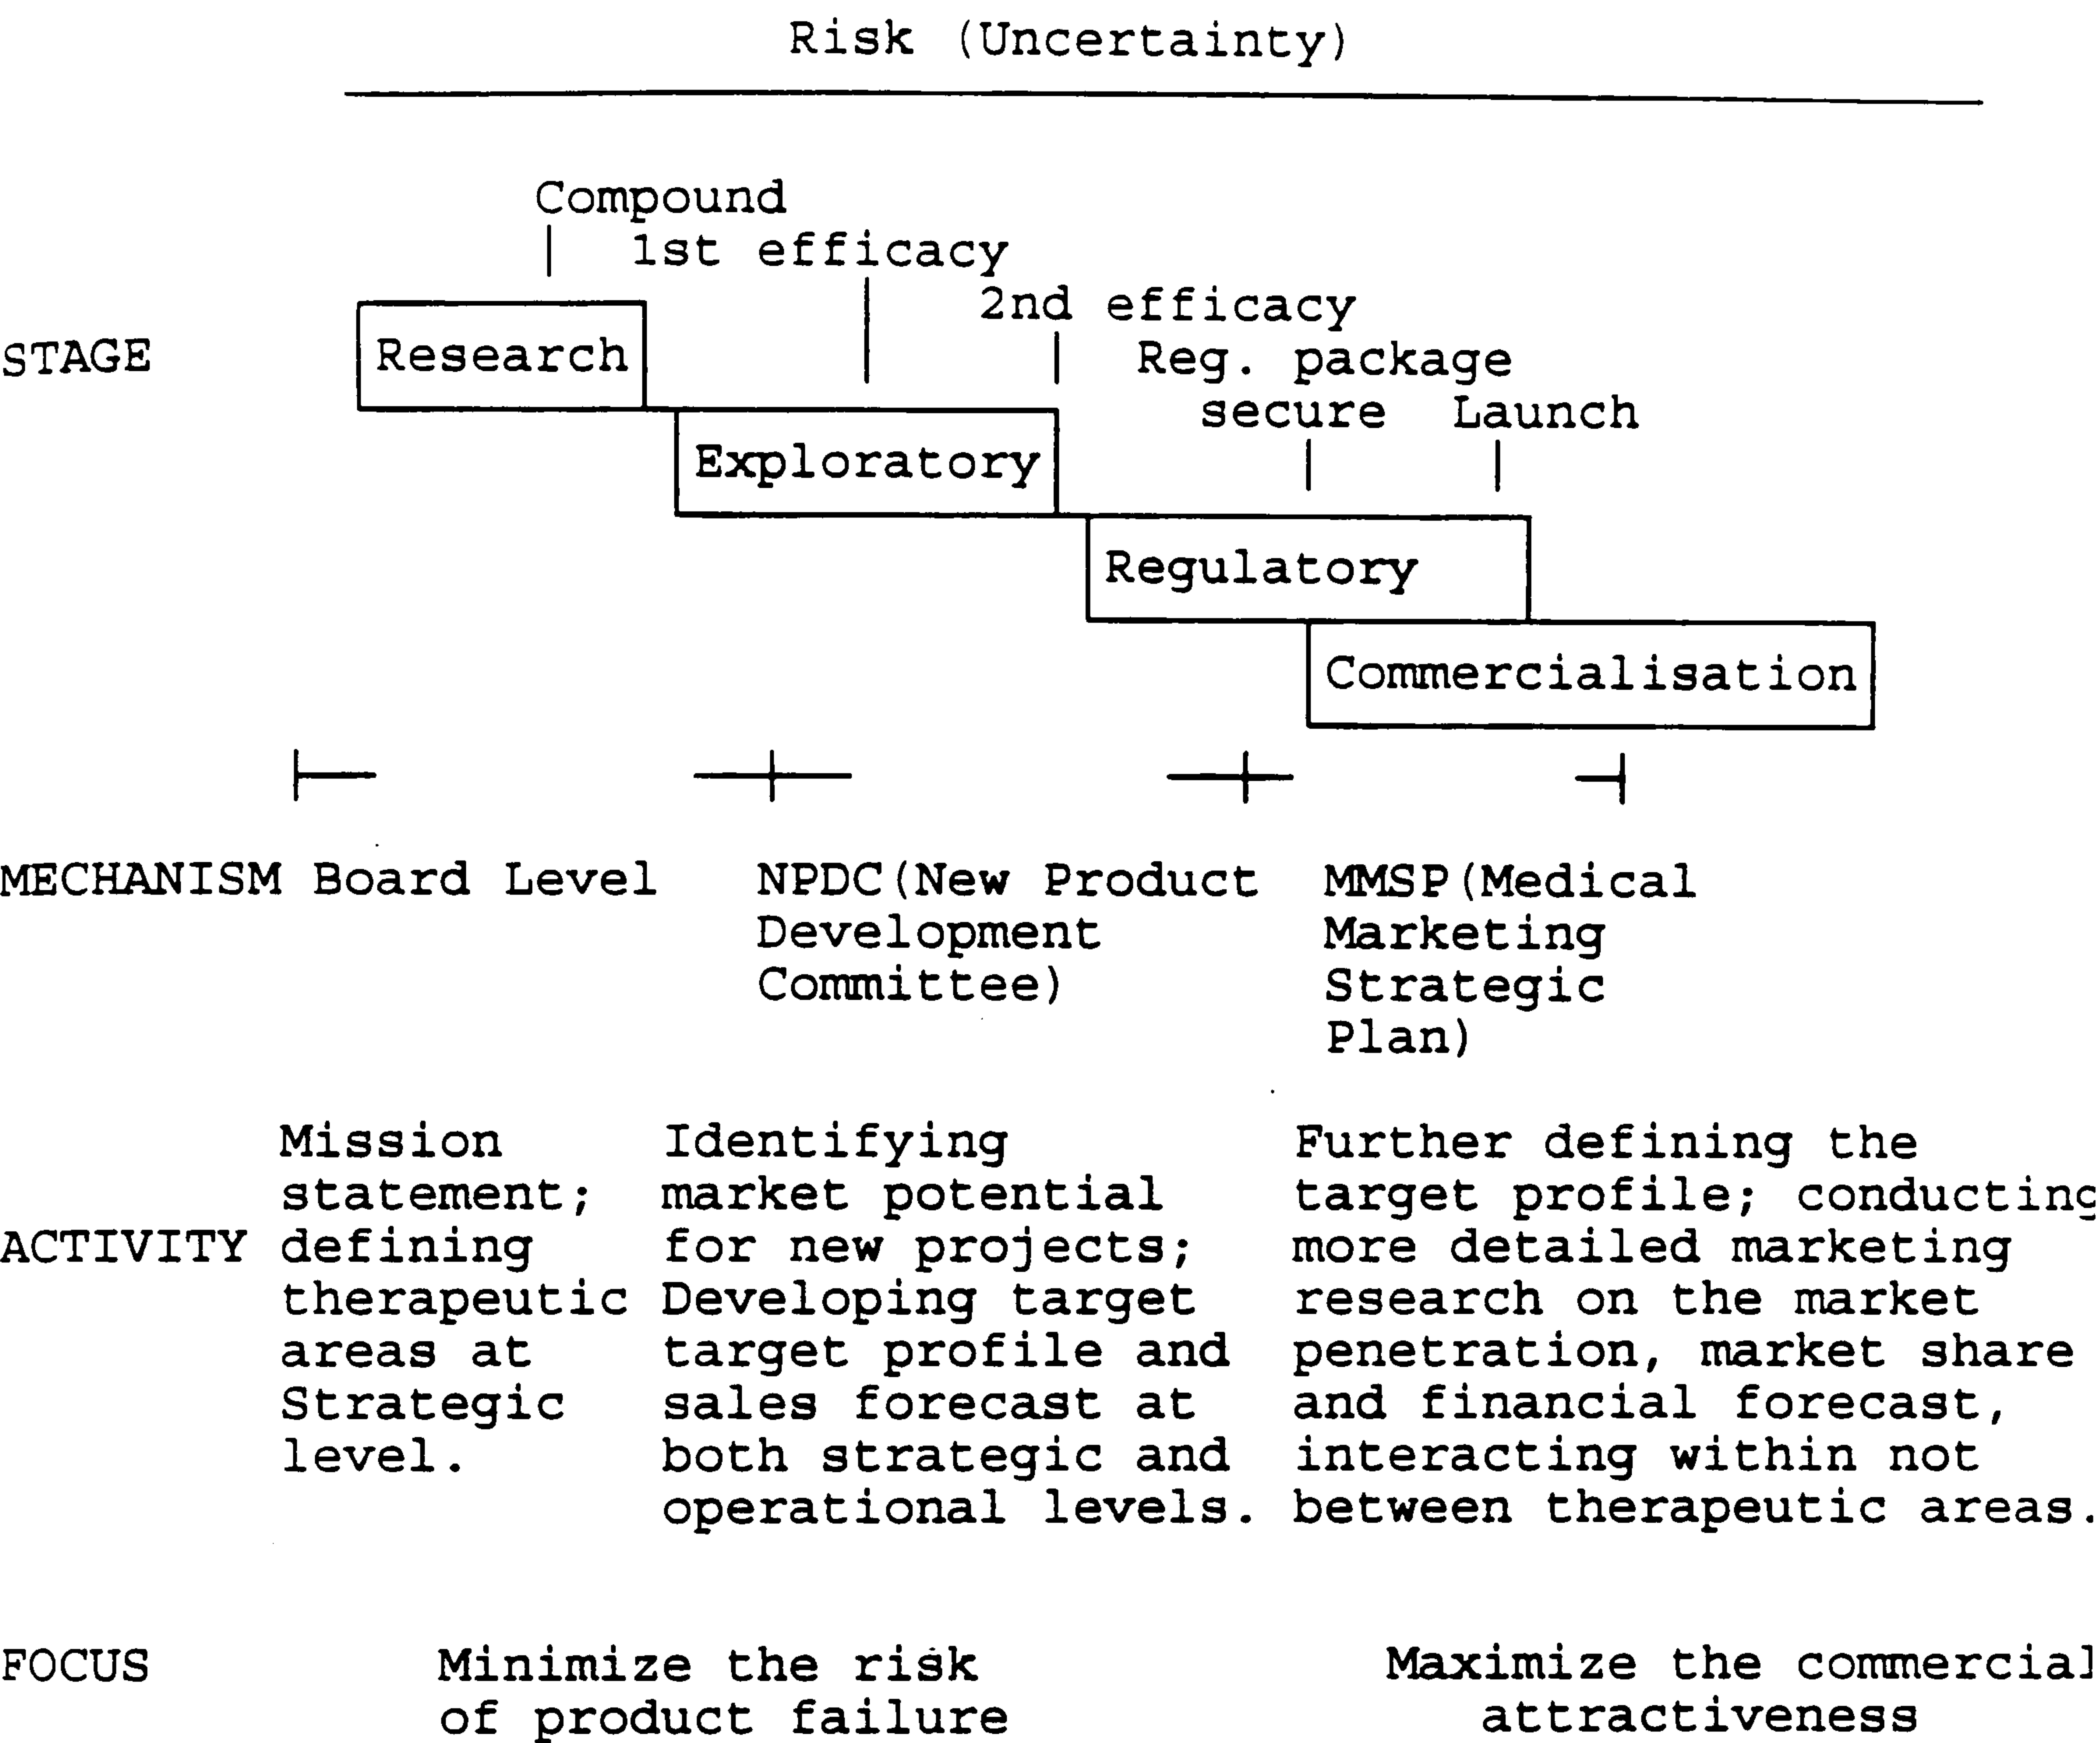 Risk (Uncertainty)
Compound
1st efficacy
2nd efficacy
STAGE
Research
Reg. package
secure
Launch
Exploratory
Regulatory
Commercialisation
MECHANISM
Board Level
NPDC(New Product
Development
Committee)
MMSP(Medical
Marketing
Strategic
Plan)
ACTIVITY
Mission
statement;
defining
therapeutic
areas at
Strategic
level.
Identifying
market potential
for new projects;
Developing target
target profile and
sales forecast at
both strategic and
operational levels.
Further defining the
target profile; conducting
more detailed marketing
research on the market
penetration, market share
and financial forecast,
interacting within not
between therapeutic areas.
FOCUS
Minimize the risk
of product failure
Maximize the commercial
attractiveness